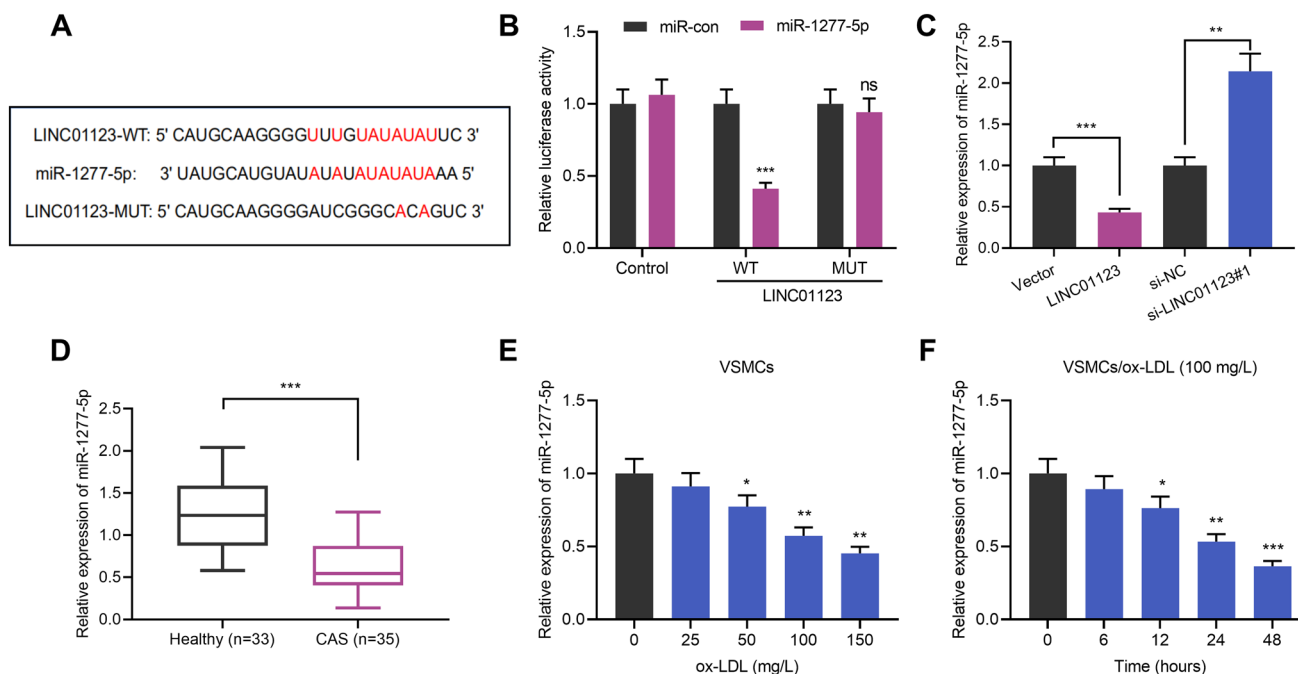 A
LINC01123-WT: 5' CAUGCAAGGGGUUUGUAUAUAUUC 3'
miR-1277-5p: 3' UAUGCAUGUAUAUAUAUAUAUAAA 5'
LINC01123-MUT: 5' CAUGCAAGGGGAUCGGGCACAGUC 3'
B
miR-con miR-1277-5p
Relative luciferase activity
1.5
1.0
0.5
0.0
***
ns
Control WT MUT
LINC01123
C
Relative expression of miR-1277-5p
2.5
2.0
1.5
1.0
0.5
0.0
***
**
Vector
LINC01123
si-NC
si-LINC01123#1
D
Relative expression of miR-1277-5p
2.5
2.0
1.5
1.0
0.5
0.0
***
Healthy (n=33) CAS (n=35)
E
VSMCs
Relative expression of miR-1277-5p
1.5
1.0
0.5
0.0
*
**
**
0 25 50 100 150
ox-LDL (mg/L)
F
VSMCs/ox-LDL (100 mg/L)
Relative expression of miR-1277-5p
1.5
1.0
0.5
0.0
*
**
***
0 6 12 24 48
Time (hours)